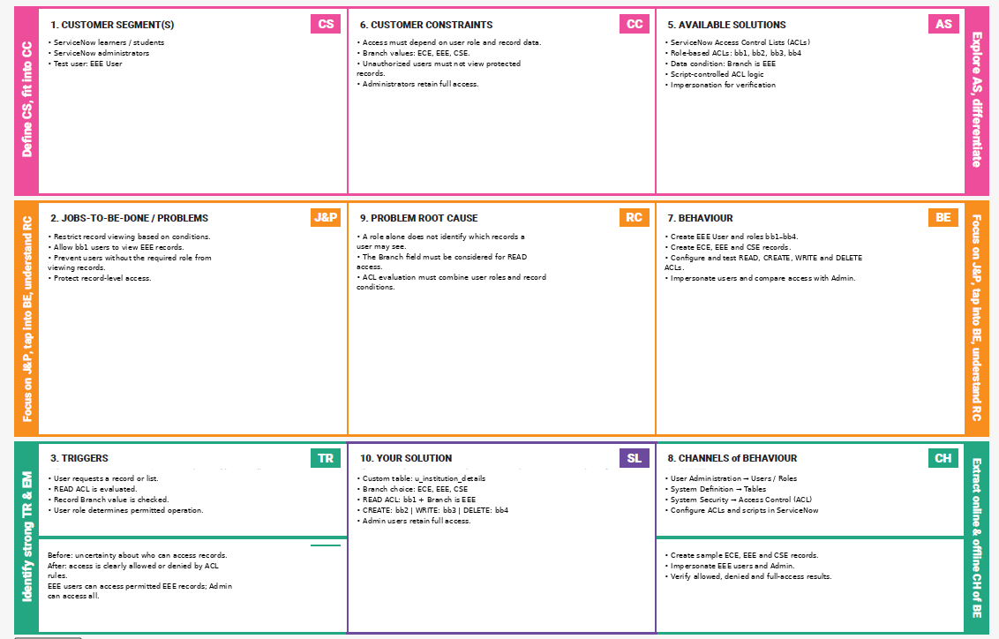 Define CS, fit into CC
1. CUSTOMER SEGMENT(S)
CS
• ServiceNow learners / students
• ServiceNow administrators
• Test user: EEE User
6. CUSTOMER CONSTRAINTS
CC
• Access must depend on user role and record data.
• Branch values: ECE, EEE, CSE.
• Unauthorized users must not view protected
records.
• Administrators retain full access.
5. AVAILABLE SOLUTIONS
AS
• ServiceNow Access Control Lists (ACLs)
• Role-based ACLs: bb1, bb2, bb3, bb4
• Data condition: Branch is EEE
• Script-controlled ACL logic
• Impersonation for verification
Explore AS, differentiate
Focus on J&P, tap into BE, understand RC
2. JOBS-TO-BE-DONE / PROBLEMS
J&P
• Restrict record viewing based on conditions.
• Allow bb1 users to view EEE records.
• Prevent users without the required role from
viewing records.
• Protect record-level access.
9. PROBLEM ROOT CAUSE
RC
• A role alone does not identify which records a
user may see.
• The Branch field must be considered for READ
access.
• ACL evaluation must combine user roles and record
conditions.
7. BEHAVIOUR
BE
• Create EEE User and roles bb1–bb4.
• Create ECE, EEE and CSE records.
• Configure and test READ, CREATE, WRITE and DELETE
ACLs.
• Impersonate users and compare access with Admin.
Focus on J&P, tap into BE, understand RC
Identify strong TR & EM
3. TRIGGERS
TR
• User requests a record or list.
• READ ACL is evaluated.
• Record Branch value is checked.
• User role determines permitted operation.
Before: uncertainty about who can access records.
After: access is clearly allowed or denied by ACL
rules.
EEE users can access permitted EEE records; Admin
can access all.
10. YOUR SOLUTION
SL
• Custom table: u_institution_details
• Branch choice: ECE, EEE, CSE
• READ ACL: bb1 + Branch is EEE
• CREATE: bb2 | WRITE: bb3 | DELETE: bb4
• Admin users retain full access.
8. CHANNELS of BEHAVIOUR
CH
• User Administration → Users / Roles
• System Definition → Tables
• System Security → Access Control (ACL)
• Configure ACLs and scripts in ServiceNow
• Create sample ECE, EEE and CSE records.
• Impersonate EEE users and Admin.
• Verify allowed, denied and full-access results.
Extract online & offline CH of BE